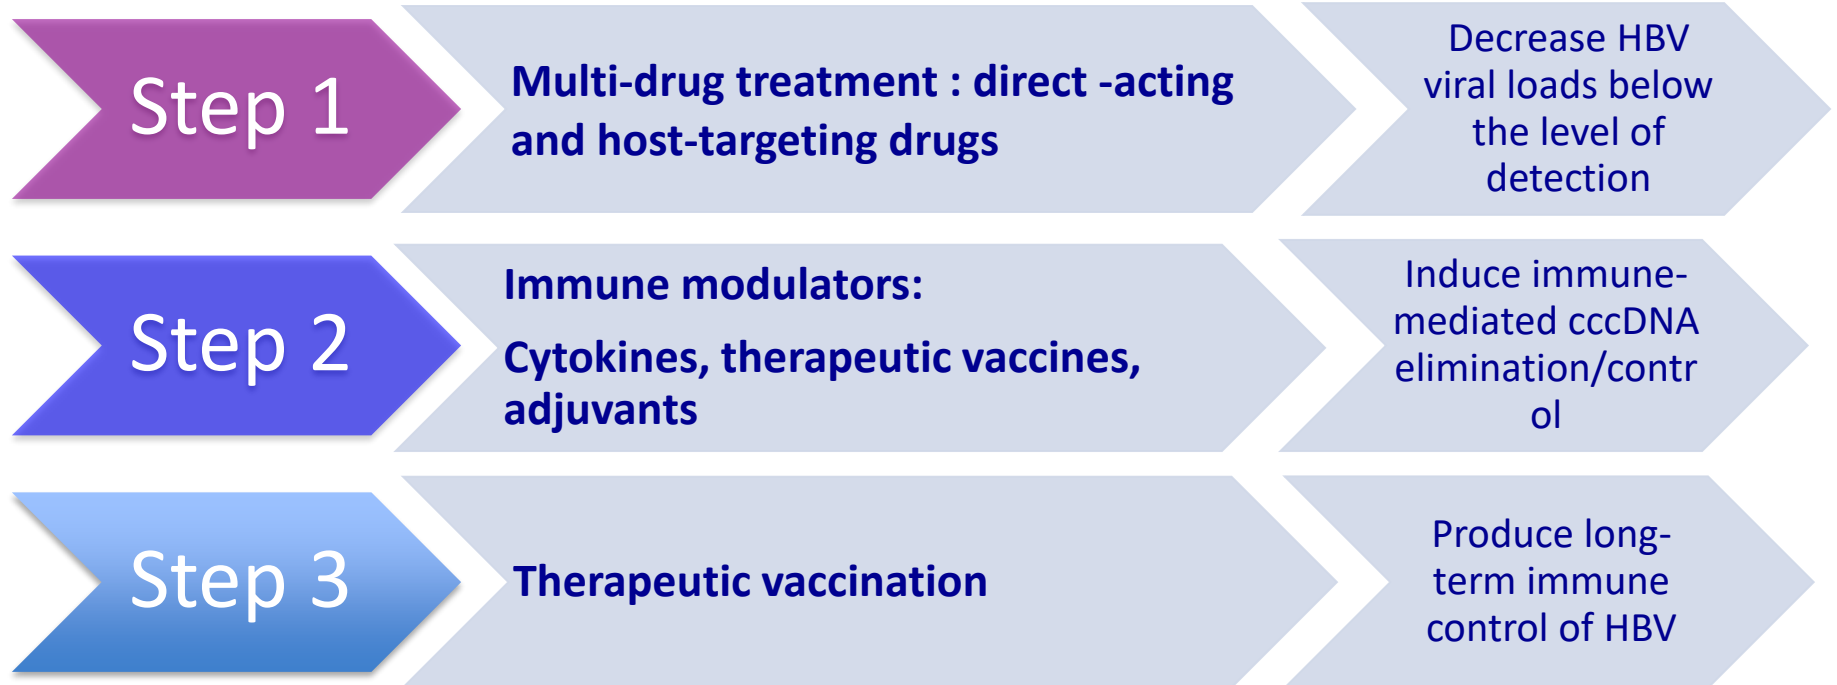 Step 1
Multi-drug treatment : direct -acting
and host-targeting drugs
Decrease HBV
viral loads below
the level of
detection
Step 2
Immune modulators:
Cytokines, therapeutic vaccines,
adjuvants
Induce immune-
mediated cccDNA
elimination/contr
ol
Step 3
Therapeutic vaccination
Produce long-
term immune
control of HBV